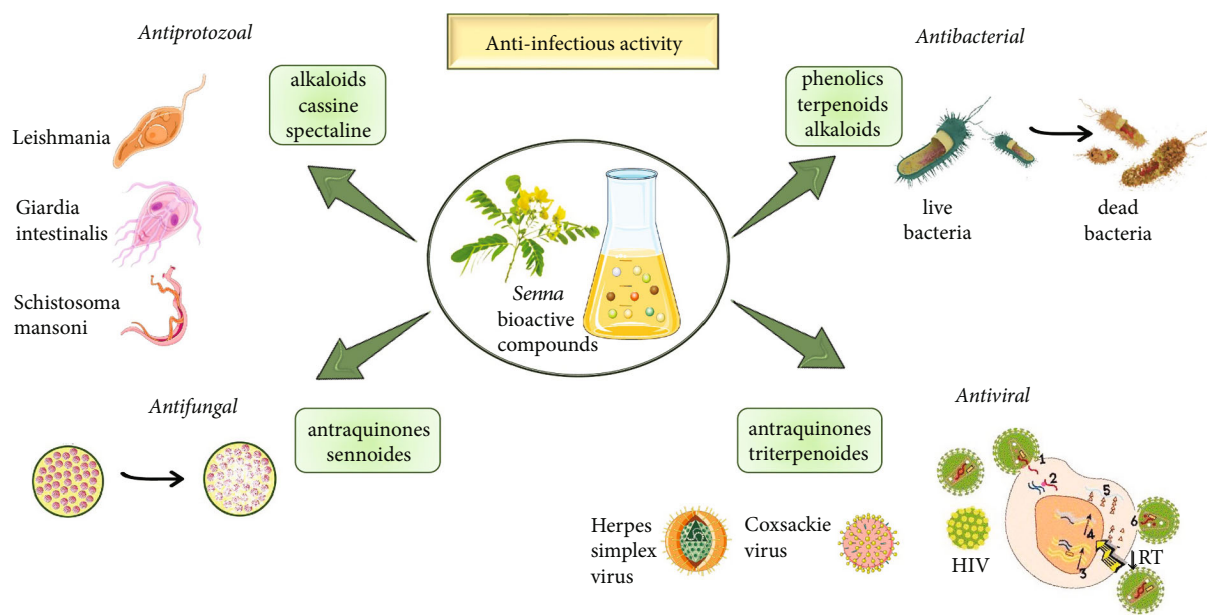 Anti-infectious activity
Antiprotozoal
alkaloids
cassine
spectaline
Leishmania
Giardia
intestinalis
Schistosoma
mansoni
Antibacterial
phenolics
terpenoids
alkaloids
live
bacteria
dead
bacteria
Senna
bioactive
compounds
Antifungal
antraquinones
sennoides
Antiviral
antraquinones
triterpenoides
Herpes
simplex
virus
Coxsackie
virus
HIV
1
2
5
6
4
3
↓RT